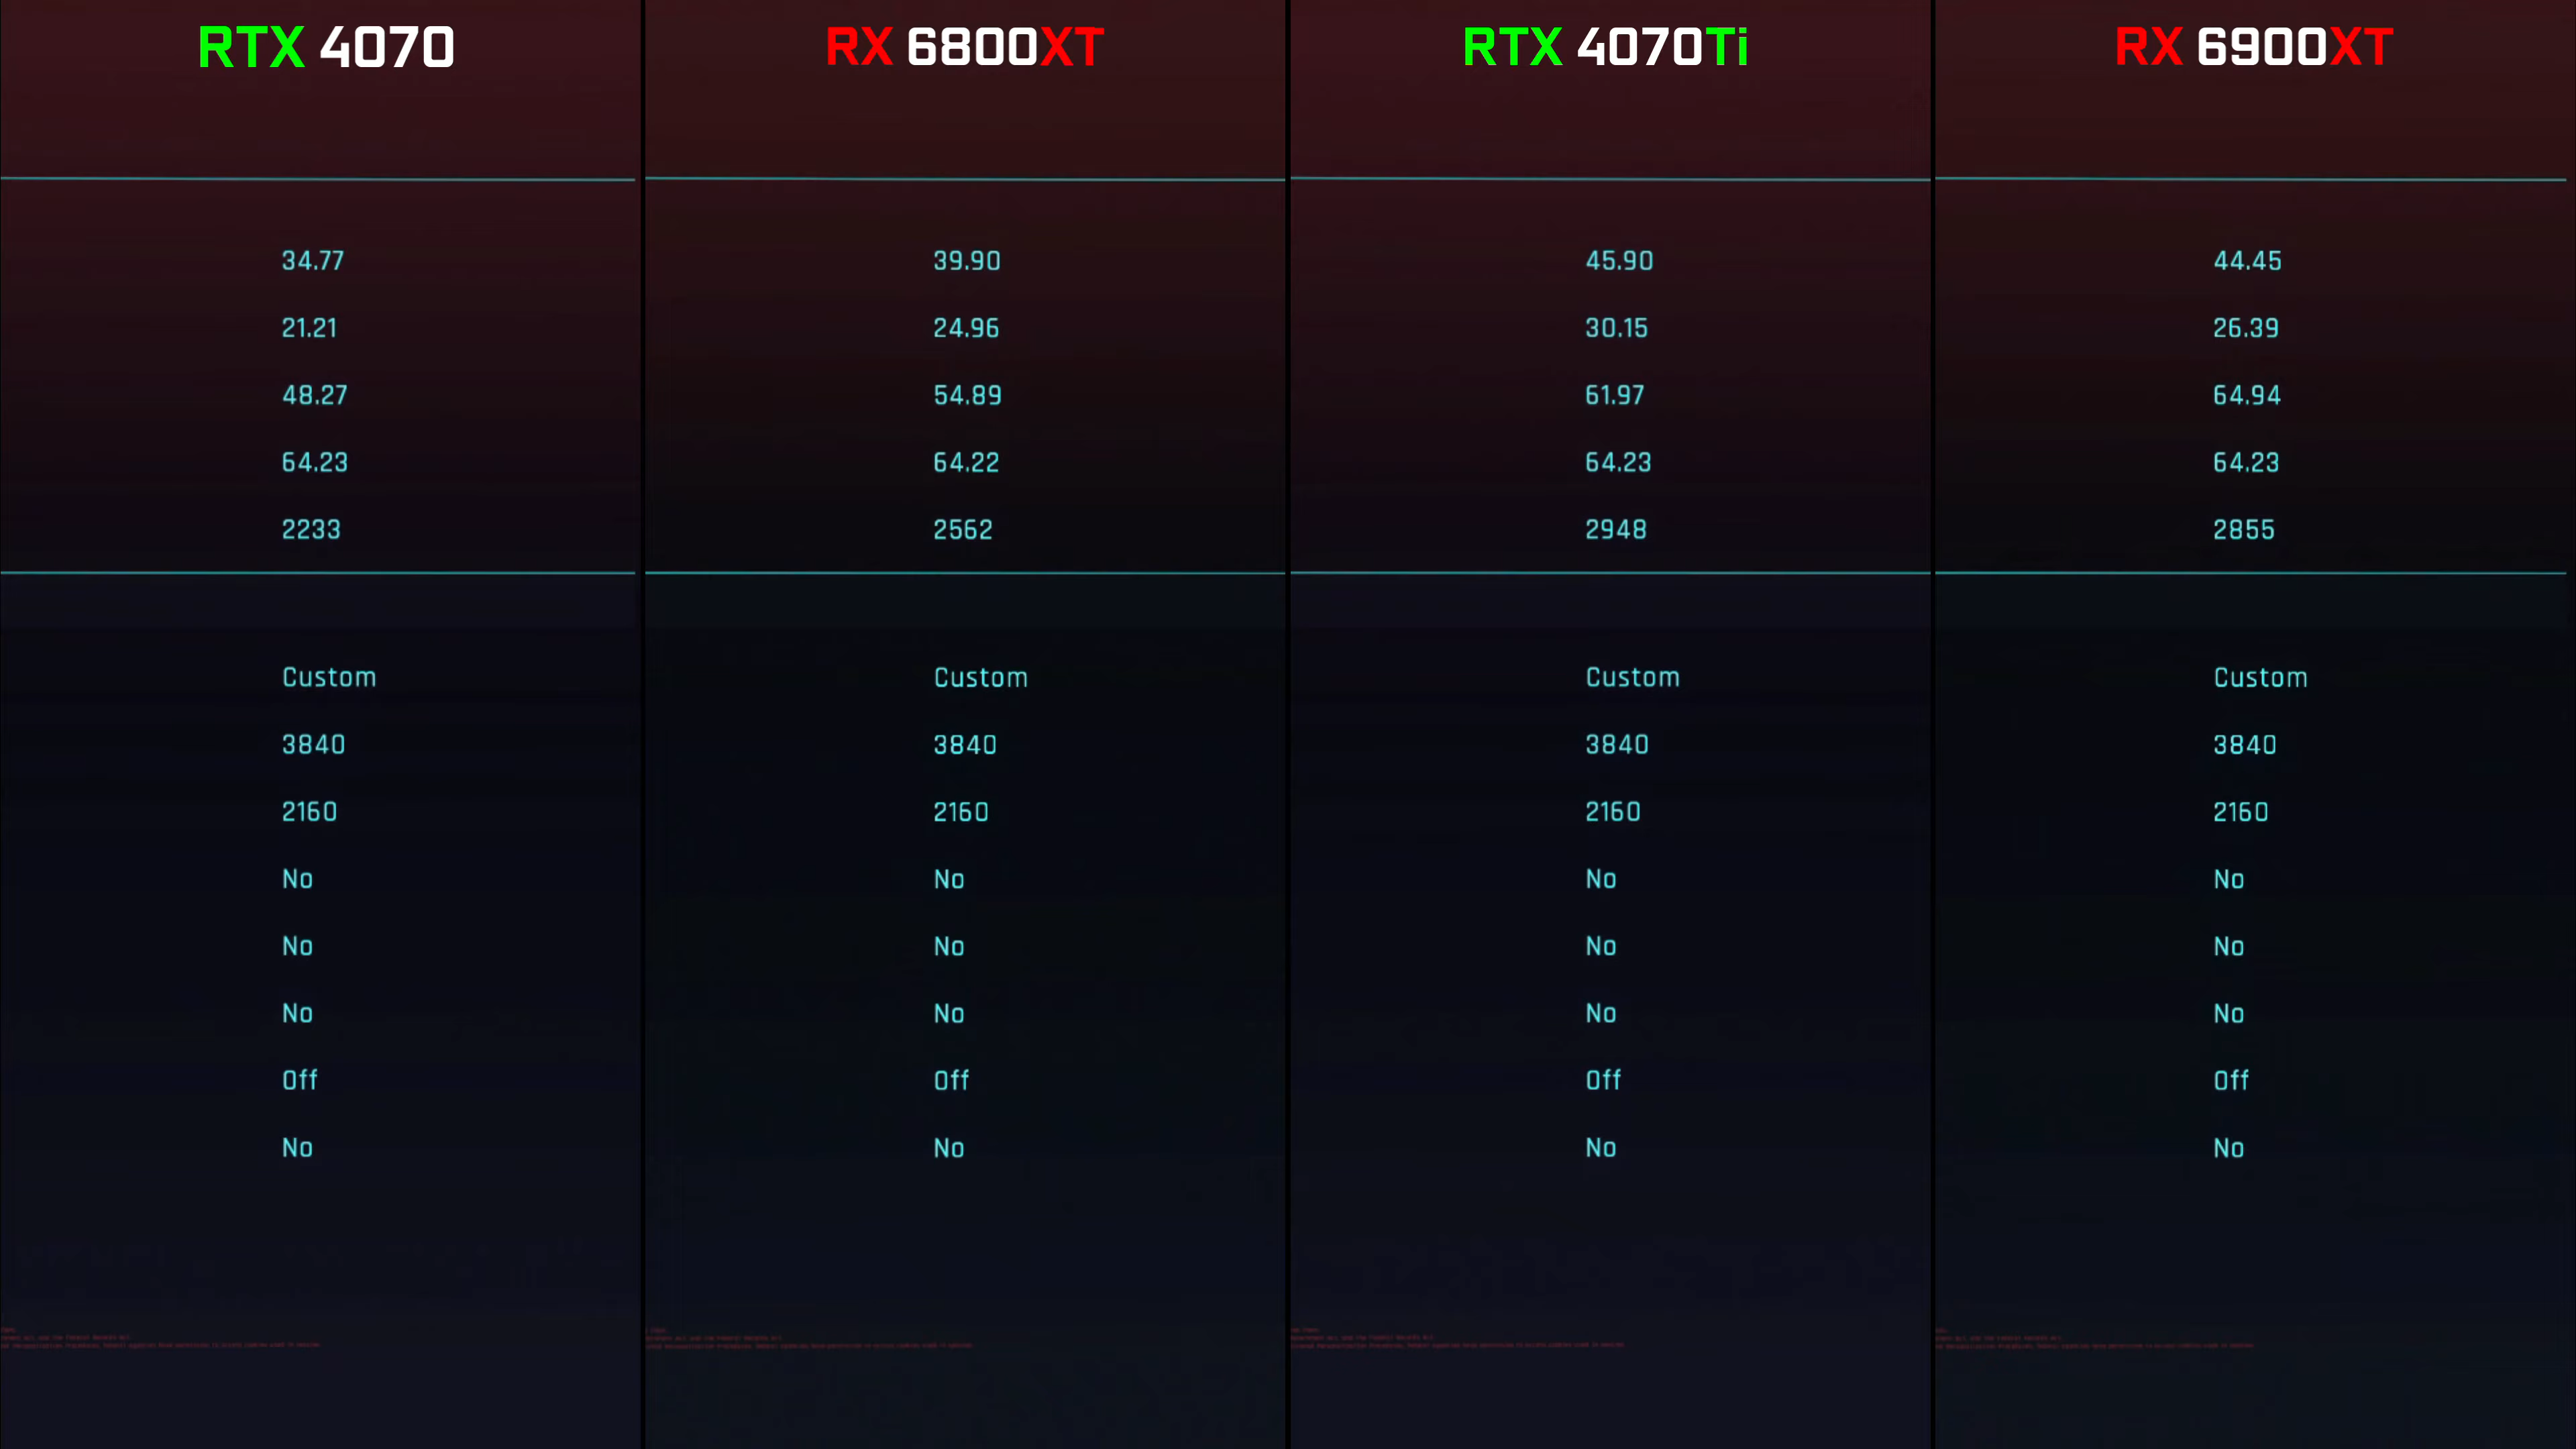 RTX 4070 RX 6800XT RTX 4070Ti RX 6900XT
34.77 39.90 45.90 44.45
21.21 24.96 30.15 26.39
48.27 54.89 61.97 64.94
64.23 64.22 64.23 64.23
2233 2562 2948 2855
Custom Custom Custom Custom
3840 3840 3840 3840
2160 2160 2160 2160
No No No No
No No No No
No No No No
Off Off Off Off
No No No No